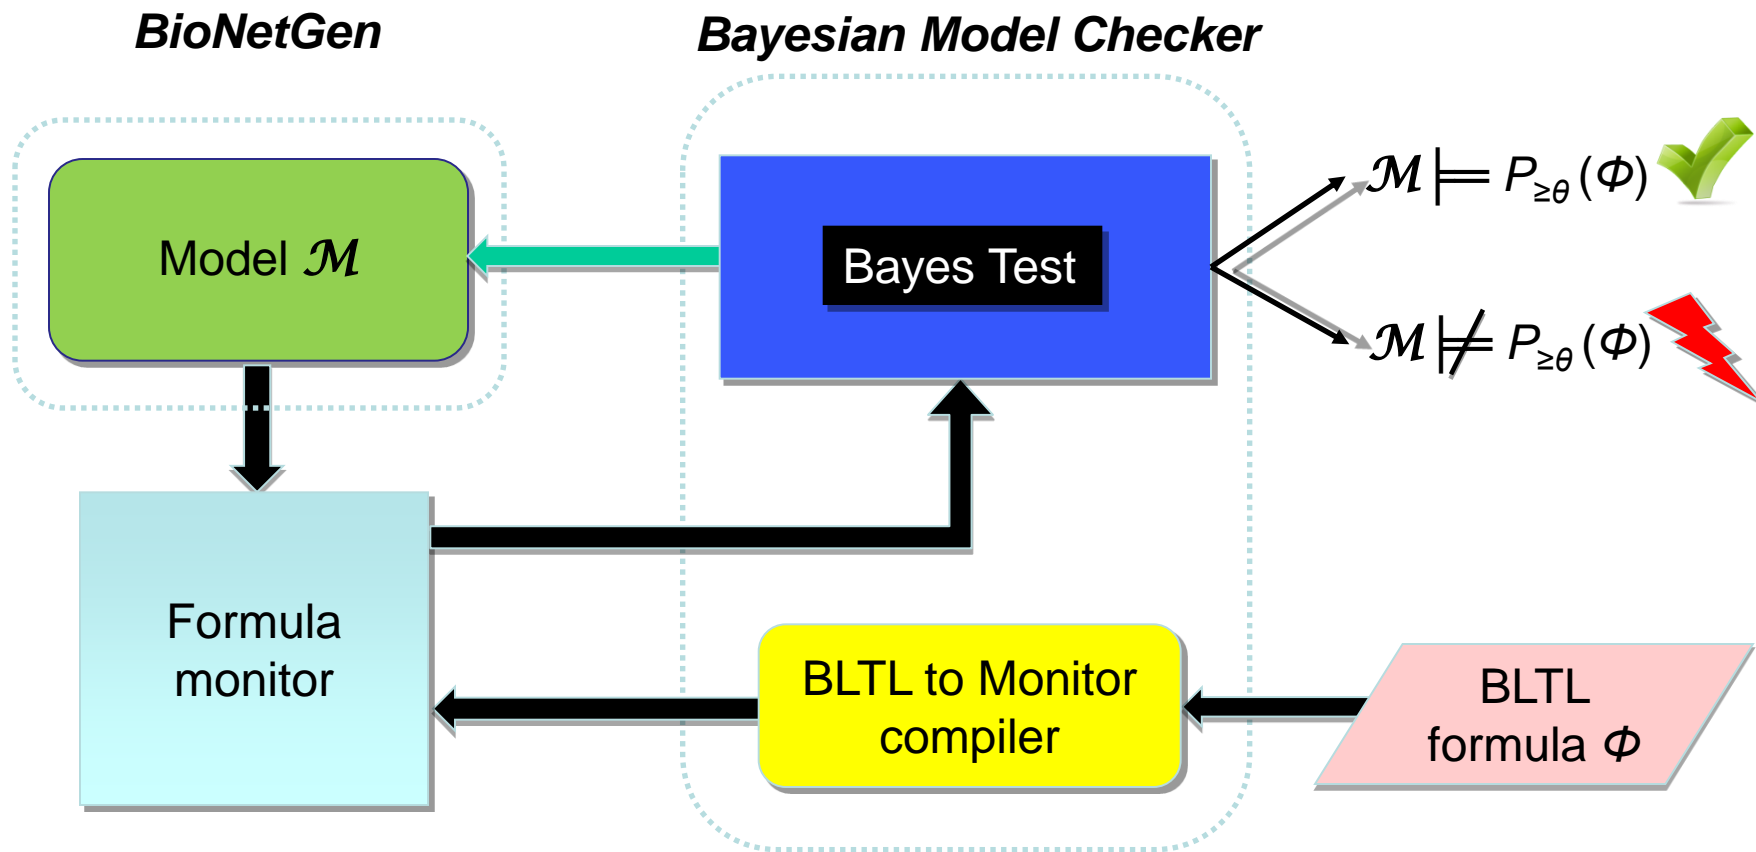 BioNetGen
Bayesian Model Checker
Model ℳ
Bayes Test
ℳ ⊨ P≥θ (Φ)
ℳ ⊭ P≥θ (Φ)
Formula
monitor
BLTL to Monitor
compiler
BLTL
formula Φ